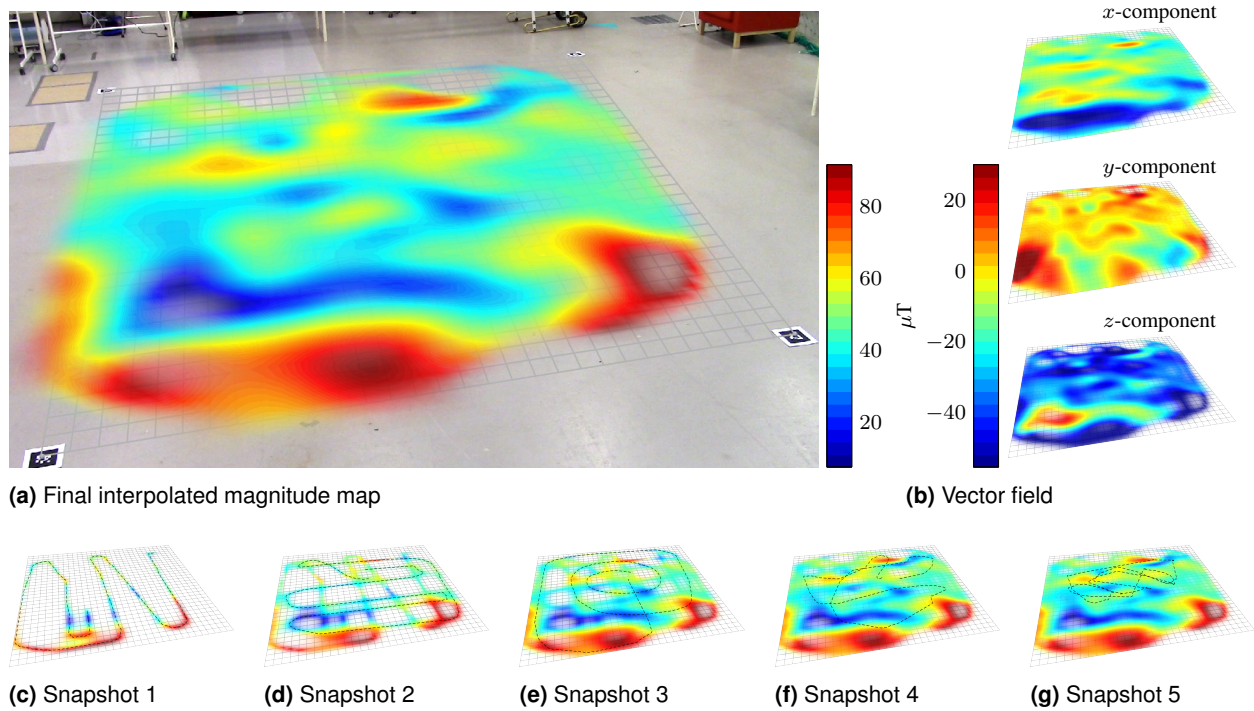 x-component
y-component
z-component
80
60
40
20
μT
20
0
−20
−40
(a) Final interpolated magnitude map
(b) Vector field
(c) Snapshot 1
(d) Snapshot 2
(e) Snapshot 3
(f) Snapshot 4
(g) Snapshot 5